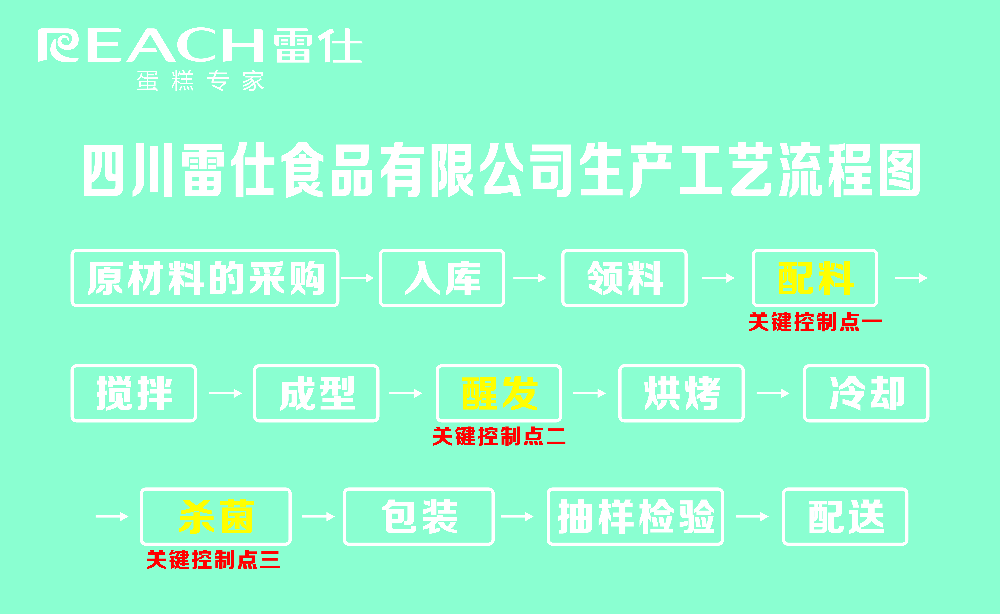 REACH雷仕
蛋糕专家
四川雷仕食品有限公司生产工艺流程图
原材料的采购 入库 领料 配料
关键控制点一
搅拌 成型 醒发 烘烤 冷却
关键控制点二
杀菌 包装 抽样检验 配送
关键控制点三